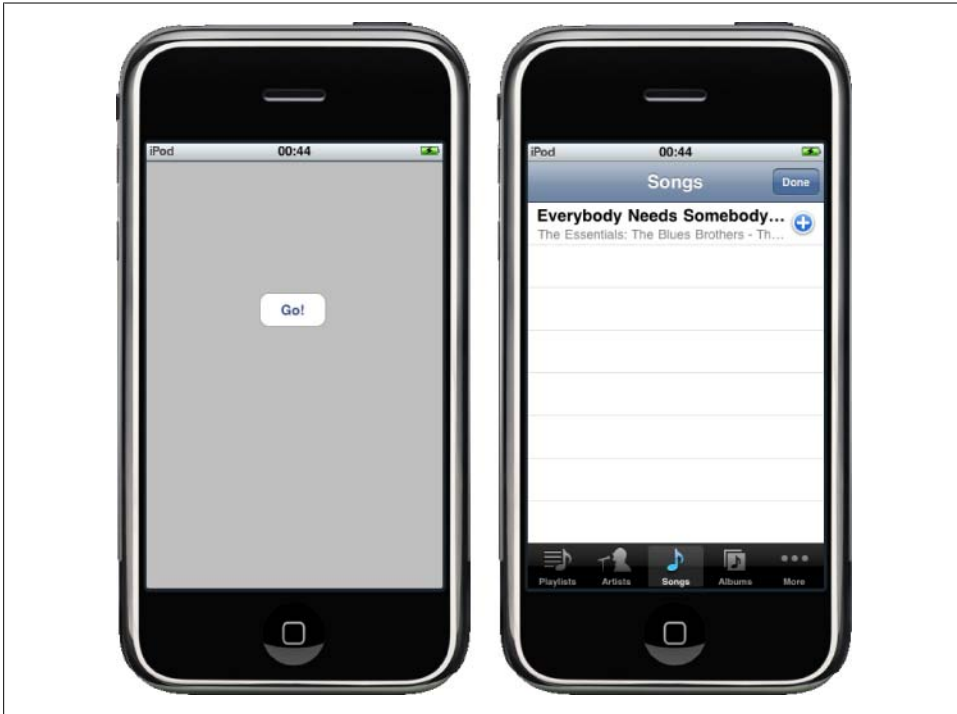 iPod 00:44
Go!
iPod 00:44
Songs Done
Everybody Needs Somebody...
The Essentials: The Blues Brothers - Th...
Playlists Artists Songs Albums More